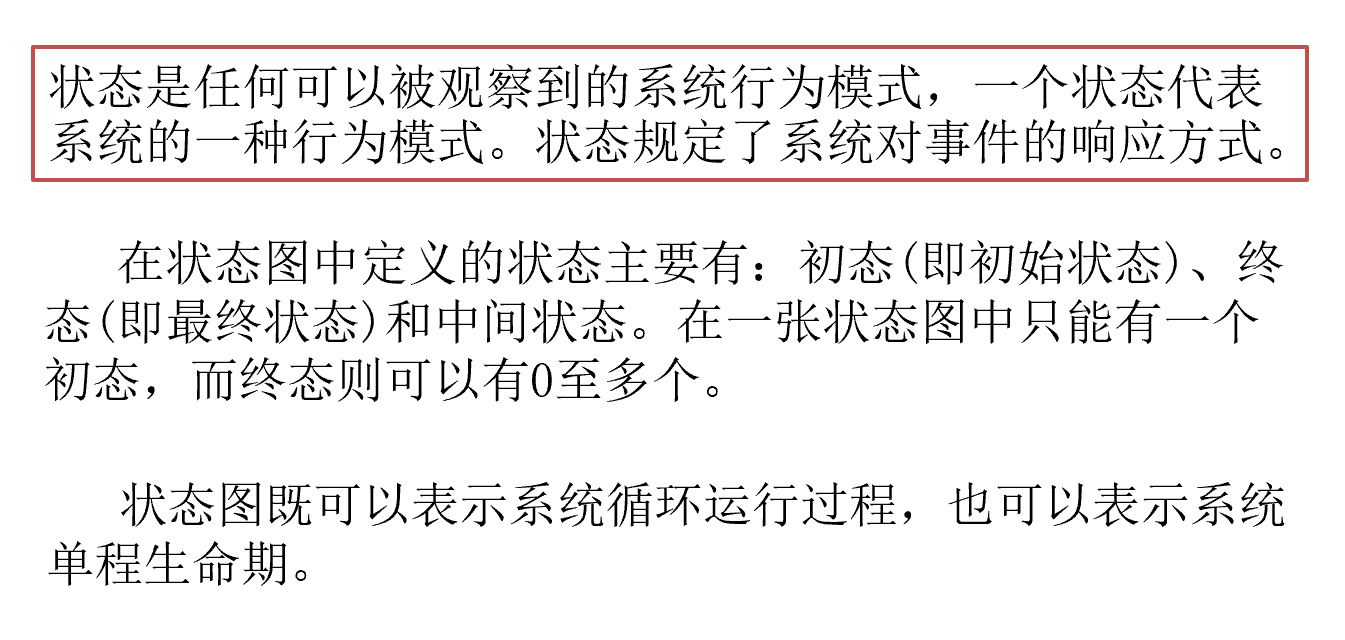 状态是任何可以被观察到的系统行为模式，一个状态代表
系统的一种行为模式。状态规定了系统对事件的响应方式。
在状态图中定义的状态主要有：初态(即初始状态)、终
态(即最终状态)和中间状态。在一张状态图中只能有一个
初态，而终态则可以有0至多个。
状态图既可以表示系统循环运行过程，也可以表示系统
单程生命期。